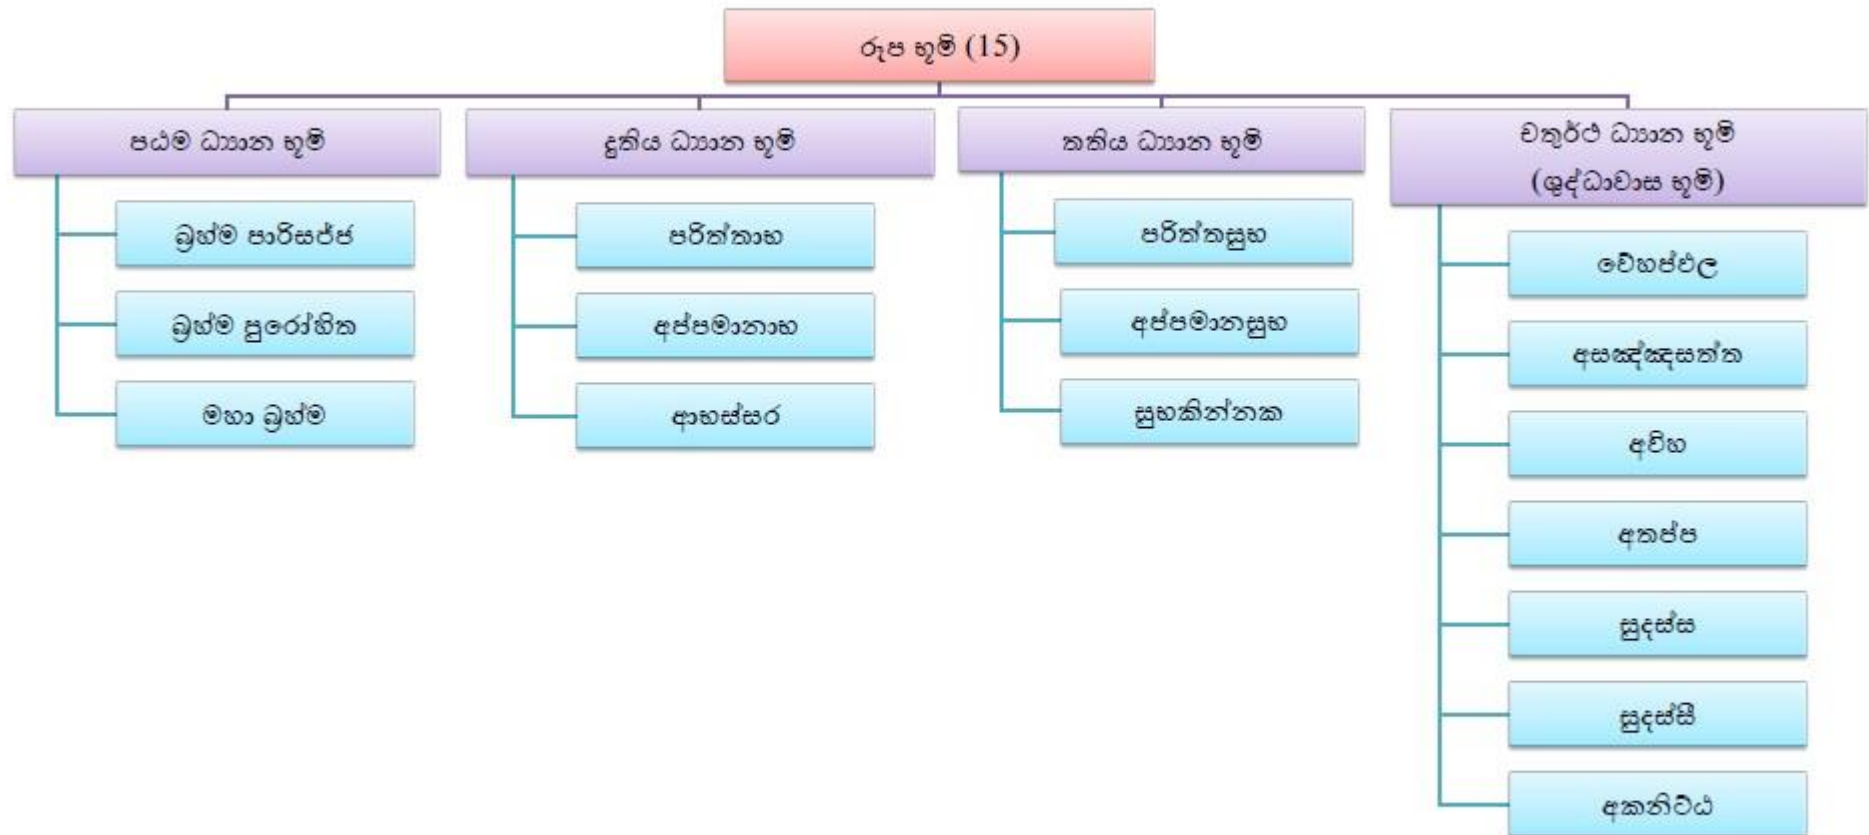 රූප භූමි (15)
පඨම ධ්‍යාන භූමි
බ්‍රහ්ම පාරිසජ්ජ
බ්‍රහ්ම පුරෝහිත
මහා බ්‍රහ්ම
දුතිය ධ්‍යාන භූමි
පරිත්තාභ
අප්පමානාභ
ආභස්සර
තතිය ධ්‍යාන භූමි
පරිත්තසුභ
අප්පමානසුභ
සුභකින්නක
චතුර්ථ ධ්‍යාන භූමි
(ශුද්ධාවාස භූමි)
වේහප්ඵල
අසඤ්ඤසත්ත
අවිහ
අතප්ප
සුදස්ස
සුදස්සී
අකනිට්ඨ